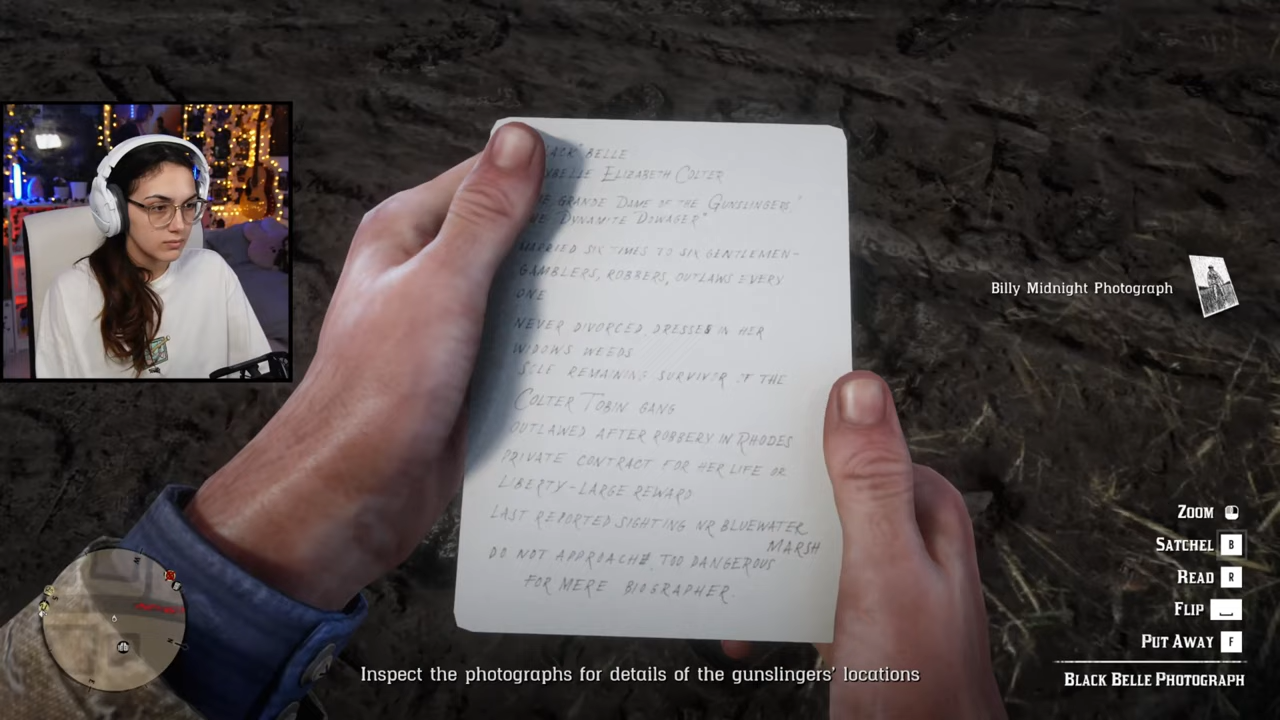 LACK" BELLE
YBELLE ELIZABETH COLTER
E GRANDE DAME OF THE GUNSLINGERS,"
HE DYNAMITE DOWAGER"
MARRIED SIX TIMES TO SIX GENTLEMEN-
GAMBLERS, ROBBERS, OUTLAWS EVERY
ONE
NEVER DIVORCED. DRESSES IN HER
WIDOWS WEEDS
SOLE REMAINING SURVIVOR OF THE
COLTER TOBIN GANG
OUTLAWED AFTER ROBBERY IN RHODES
PRIVATE CONTRACT FOR HER LIFE OR
LIBERTY-LARGE REWARD
LAST REPORTED SIGHTING NR BLUEWATER
MARSH
DO NOT APPROACH. TOO DANGEROUS
FOR MERE BIOGRAPHER.
Billy Midnight Photograph
ZOOM
SATCHEL B
READ R
FLIP
PUT AWAY F
BLACK BELLE PHOTOGRAPH
Inspect the photographs for details of the gunslingers' locations